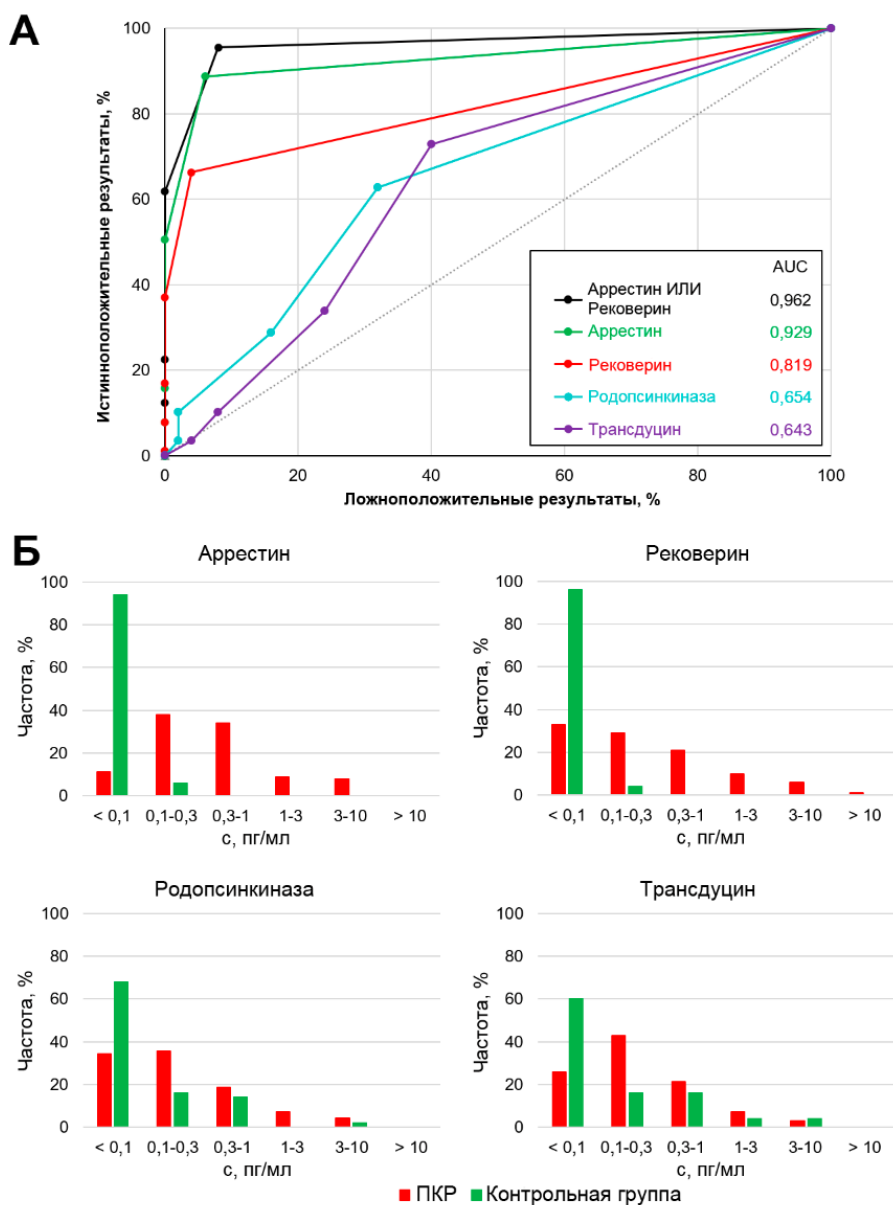 А
Истинноположительные результаты, %
100
80
60
40
20
0
0 20 40 60 80 100
Ложноположительные результаты, %
AUC
Аррестин ИЛИ
Рековерин 0,962
Аррестин 0,929
Рековерин 0,819
Родопсинкиназа 0,654
Трансдуцин 0,643
Б
Аррестин
Частота, %
100
80
60
40
20
0
< 0,1 0,1-0,3 0,3-1 1-3 3-10 > 10
с, пг/мл
Рековерин
Частота, %
100
80
60
40
20
0
< 0,1 0,1-0,3 0,3-1 1-3 3-10 > 10
с, пг/мл
Родопсинкиназа
Частота, %
100
80
60
40
20
0
< 0,1 0,1-0,3 0,3-1 1-3 3-10 > 10
с, пг/мл
Трансдуцин
Частота, %
100
80
60
40
20
0
< 0,1 0,1-0,3 0,3-1 1-3 3-10 > 10
с, пг/мл
ПКР Контрольная группа